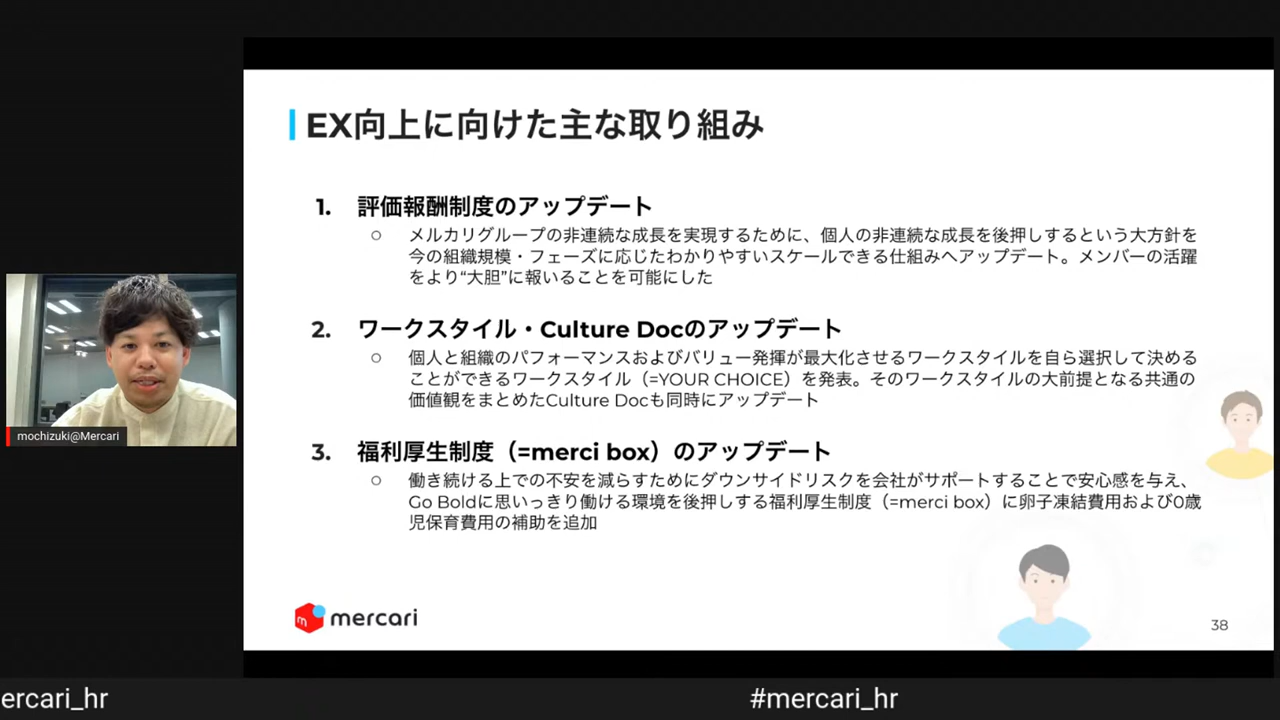 EX向上に向けた主な取り組み
1. 評価報酬制度のアップデート
○ メルカリグループの非連続な成長を実現するために、個人の非連続な成長を後押しするという大方針を
今の組織規模・フェーズに応じたわかりやすいスケールできる仕組みへアップデート。メンバーの活躍
をより“大胆”に報いることを可能にした
2. ワークスタイル・Culture Docのアップデート
○ 個人と組織のパフォーマンスおよびバリュー発揮が最大化させるワークスタイルを自ら選択して決める
ことができるワークスタイル（=YOUR CHOICE）を発表。そのワークスタイルの大前提となる共通の
価値観をまとめたCulture Docも同時にアップデート
3. 福利厚生制度（=merci box）のアップデート
○ 働き続ける上での不安を減らすためにダウンサイドリスクを会社がサポートすることで安心感を与え、
Go Boldに思いっきり働ける環境を後押しする福利厚生制度（=merci box）に卵子凍結費用および0歳
児保育費用の補助を追加
mochizuki@Mercari
m mercari
38
ercari_hr
#mercari_hr